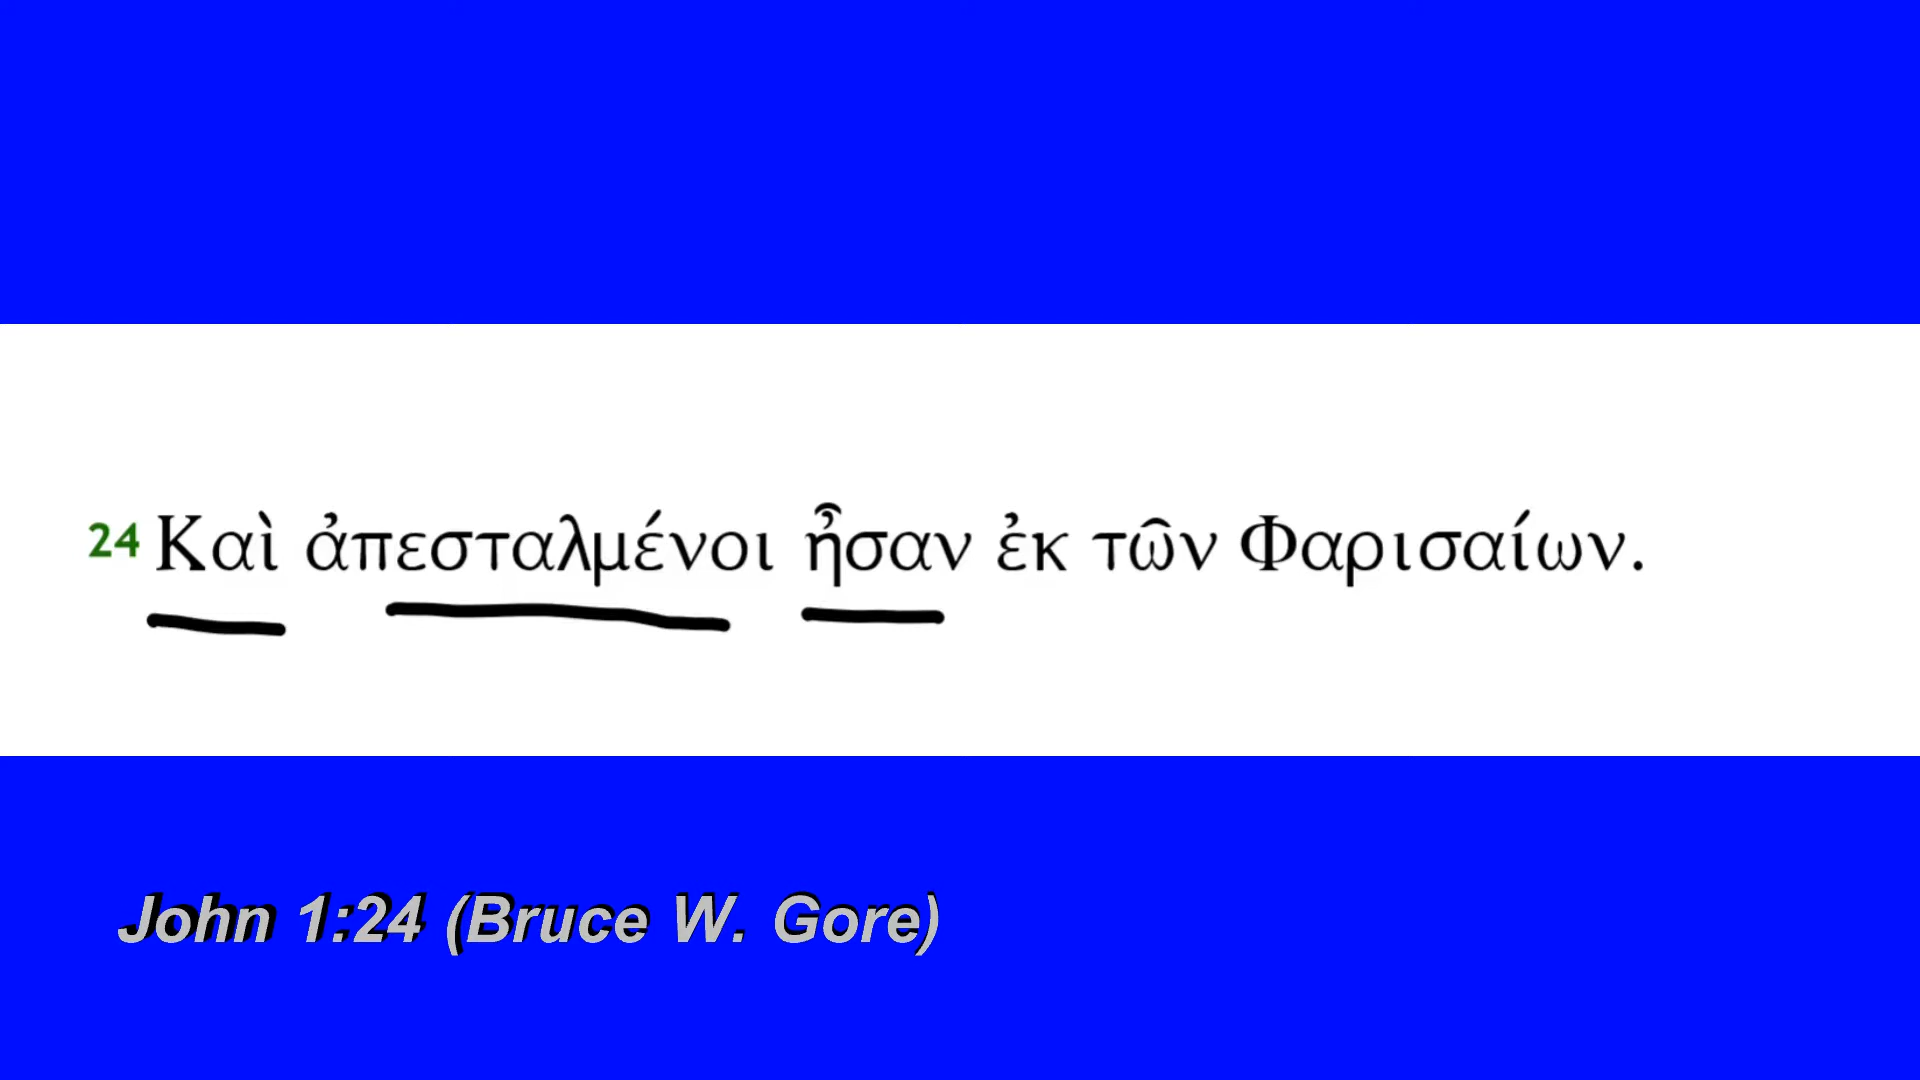 24 Καὶ ἀπεσταλμένοι ἦσαν ἐκ τῶν Φαρισαίων.
John 1:24 (Bruce W. Gore)